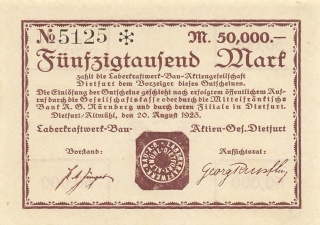 № 5125 * M. 50,000.—
Fünfzigtausend Mark
zahlt die Laberkraftwerk-Bau-Aktiengesellschaft
Dietfurt dem Vorzeiger dieses Gutscheines.
Die Einlösung der Gutscheine geschieht nach erfolgtem öffentlichem Auf-
ruf durch die Gesellschaftskasse oder durch die Mittelfränkische
Bank A. G. Nürnberg und durch deren Filiale in Dietfurt.
Dietfurt/Altmühl, den 20. August 1923.
Laberkraftwerk-Bau- Aktien-Ges. Dietfurt
Vorstand: Aufsichtsrat: